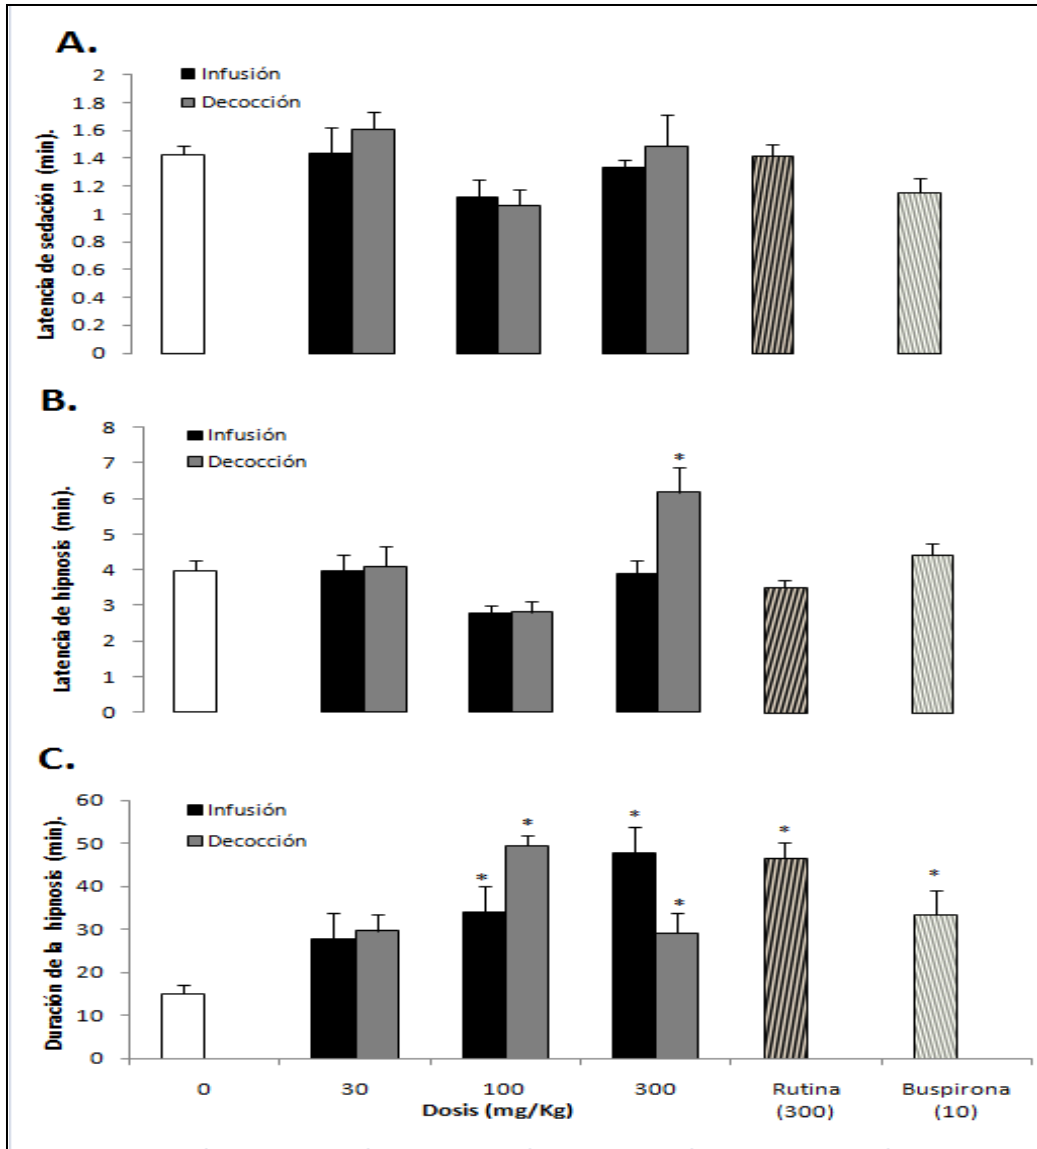 A.
Infusión
Decocción
Latencia de sedación (min).
2
1.8
1.6
1.4
1.2
1
0.8
0.6
0.4
0.2
0
B.
Infusión
Decocción
Latencia de hipnosis (min).
8
7
6
5
4
3
2
1
0
*
C.
Infusión
Decocción
Duración de la hipnosis (min).
60
50
40
30
20
10
0
* * * * * *
0 30 100 300 Rutina Buspirona
(300) (10)
Dosis (mg/Kg)